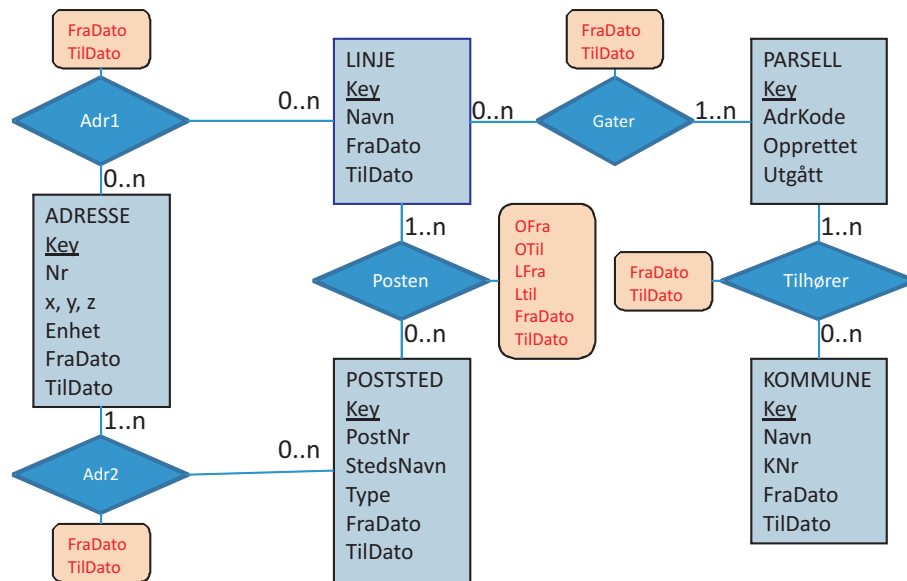 FraDato
TilDato
Adr1
0..n
0..n
LINJE
Key
Navn
FraDato
TilDato
0..n
FraDato
TilDato
Gater
1..n
PARSELL
Key
AdrKode
Opprettet
Utgått
ADRESSE
Key
Nr
x, y, z
Enhet
FraDato
TilDato
1..n
Posten
OFra
OTil
LFra
Ltil
FraDato
TilDato
0..n
1..n
FraDato
TilDato
Tilhører
0..n
POSTSTED
Key
PostNr
StedsNavn
Type
FraDato
TilDato
KOMMUNE
Key
Navn
KNr
FraDato
TilDato
1..n
Adr2
0..n
FraDato
TilDato